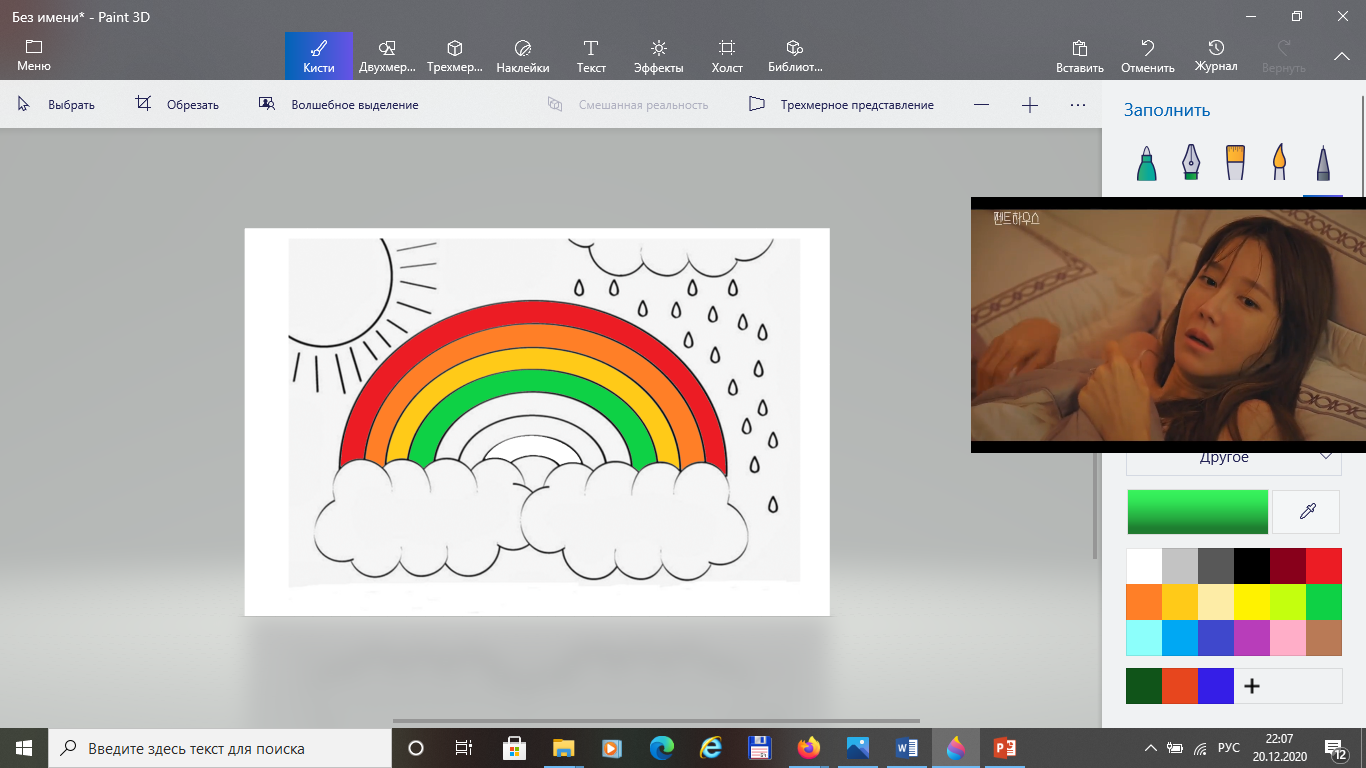 Без имени* - Paint 3D
Меню
Кисти
Двухмер...
Трехмер...
Наклейки
Текст
Эффекты
Холст
Библиот...
Вставить
Отменить
Журнал
Вернуть
Выбрать
Обрезать
Волшебное выделение
Смешанная реальность
Трехмерное представление
Заполнить
펜트하우스
Другое
Введите здесь текст для поиска
W
P
РУС
22:07
20.12.2020
12